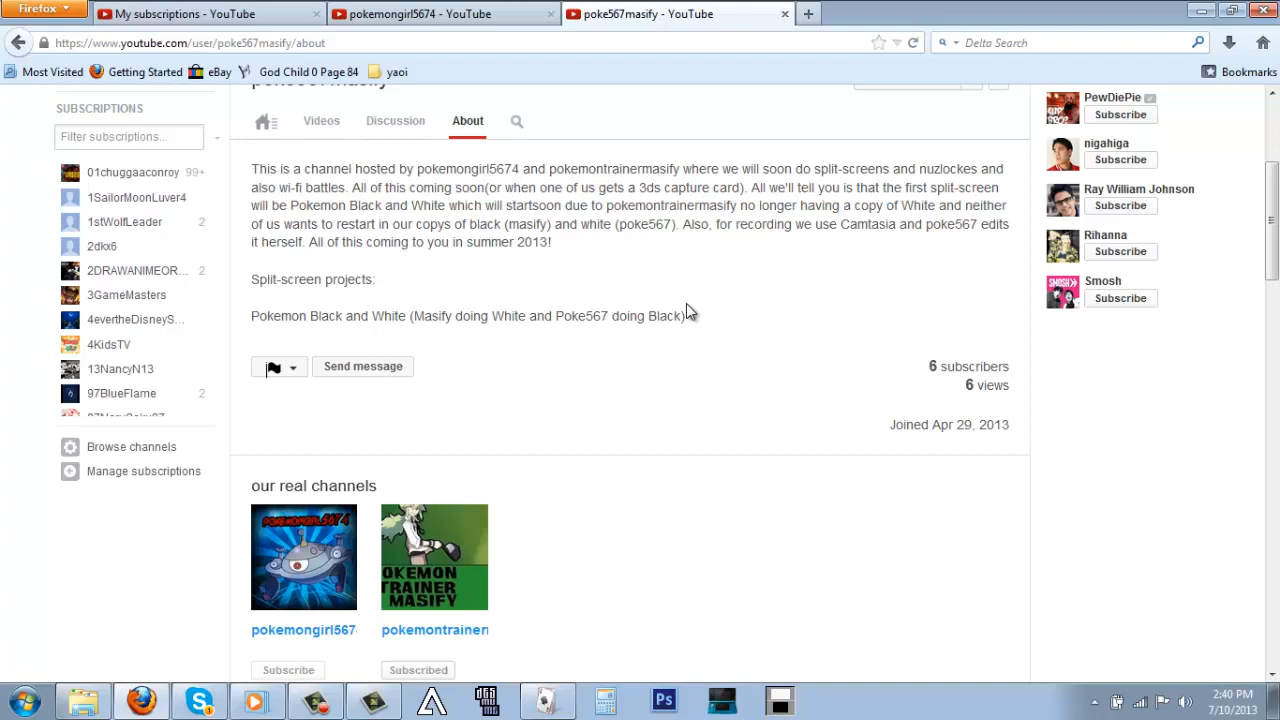 Firefox
My subscriptions - YouTube
pokemongirl5674 - YouTube
poke567masify - YouTube
https://www.youtube.com/user/poke567masify/about
Delta Search
Most Visited
Getting Started
eBay
God Child 0 Page 84
yaoi
Bookmarks
SUBSCRIPTIONS
Filter subscriptions...
01chuggaaconroy 99+
1SailorMoonLuver4
1stWolfLeader 2
2dkx6
2DRAWANIMEOR... 2
3GameMasters
4evertheDisneyS...
4KidsTV
13NancyN13
97BlueFlame 2
Browse channels
Manage subscriptions
poke567masify
Videos
Discussion
About
This is a channel hosted by pokemongirl5674 and pokemontrainermasify where we will soon do split-screens and nuzlockes and
also wi-fi battles. All of this coming soon(or when one of us gets a 3ds capture card). All we'll tell you is that the first split-screen
will be Pokemon Black and White which will startsoon due to pokemontrainermasify no longer having a copy of White and neither
of us wants to restart in our copys of black (masify) and white (poke567). Also, for recording we use Camtasia and poke567 edits
it herself. All of this coming to you in summer 2013!
Split-screen projects:
Pokemon Black and White (Masify doing White and Poke567 doing Black)
Send message
6 subscribers
6 views
Joined Apr 29, 2013
our real channels
POKEMONGIRL5674
OKEMON
TRAINER
MASIFY
pokemongirl567
pokemontrainer
Subscribe
Subscribed
PewDiePie
Subscribe
nigahiga
Subscribe
Ray William Johnson
Subscribe
Rihanna
Subscribe
Smosh
SMOSH
Subscribe
Ps
2:40 PM
7/10/2013